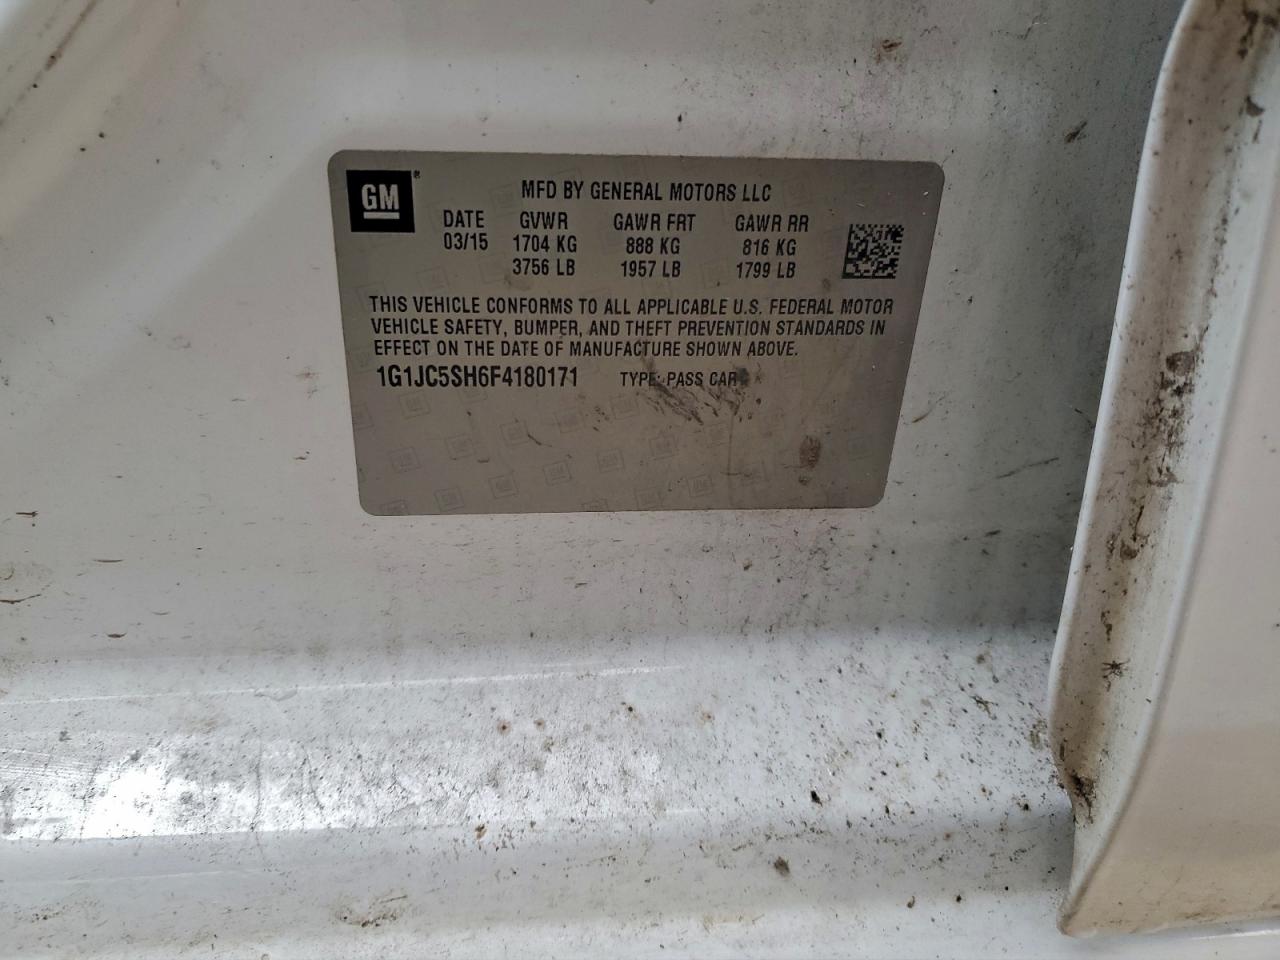 GM®
MFD BY GENERAL MOTORS LLC
DATE GVWR GAWR FRT GAWR RR
03/15 1704 KG 888 KG 816 KG
3756 LB 1957 LB 1799 LB
THIS VEHICLE CONFORMS TO ALL APPLICABLE U.S. FEDERAL MOTOR
VEHICLE SAFETY, BUMPER, AND THEFT PREVENTION STANDARDS IN
EFFECT ON THE DATE OF MANUFACTURE SHOWN ABOVE.
1G1JC5SH6F4180171 TYPE: PASS CAR